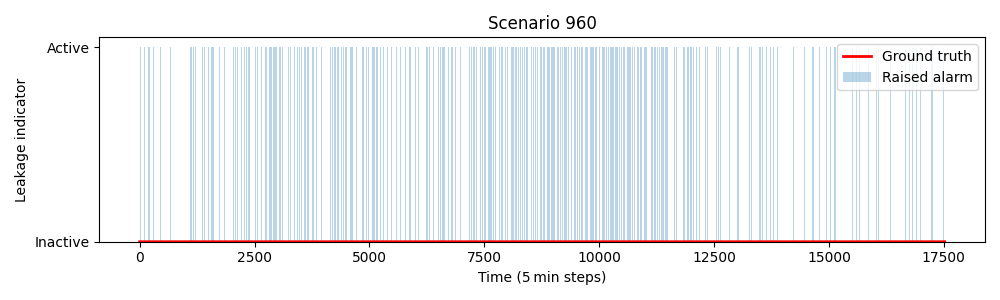 Scenario 960
Active
Inactive
Leakage indicator
Ground truth
Raised alarm
0
2500
5000
7500
10000
12500
15000
17500
Time (5 min steps)